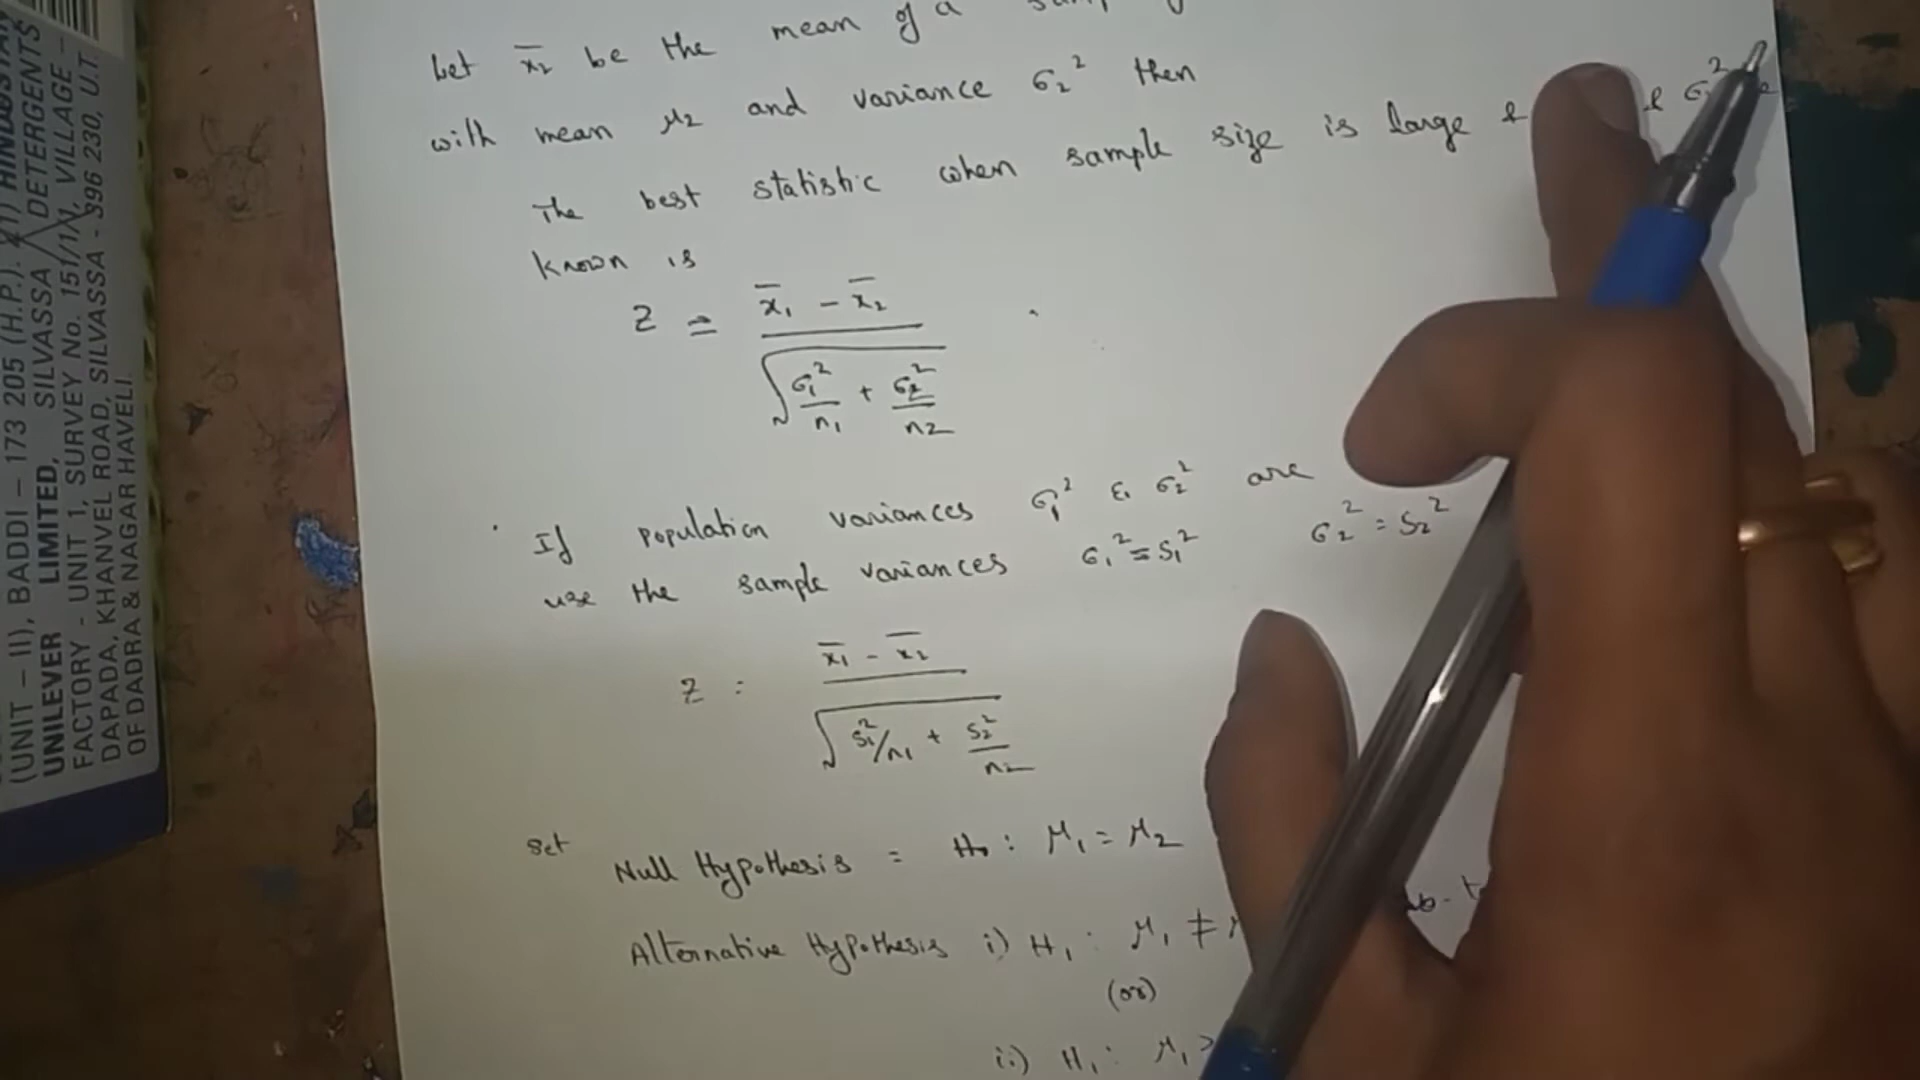 (UNIT – II), BADDI – 173 205 (H.P.). (1) HINDUSTAN
UNILEVER LIMITED, SILVASSA DETERGENTS
FACTORY - UNIT 1, SURVEY No. 151/1/1, VILLAGE -
DAPADA, KHANVEL ROAD, SILVASSA - 396 230, U.T
OF DADRA & NAGAR HAVELI.
Let x̄₂ be the mean of a
with mean μ₂ and variance σ₂² then
The best statistic when sample size is large &
known is
Z = (x̄₁ - x̄₂) / √(σ₁²/n₁ + σ₂²/n₂)
If population variances σ₁² & σ₂² are
use the sample variances σ₁² = S₁² σ₂² = S₂²
Z = (x̄₁ - x̄₂) / √(S₁²/n₁ + S₂²/n₂)
Set Null Hypothesis = H₀ : μ₁ = μ₂
Alternative Hypothesis i) H₁ : μ₁ ≠
(or)
ii) H₁ : μ₁ >